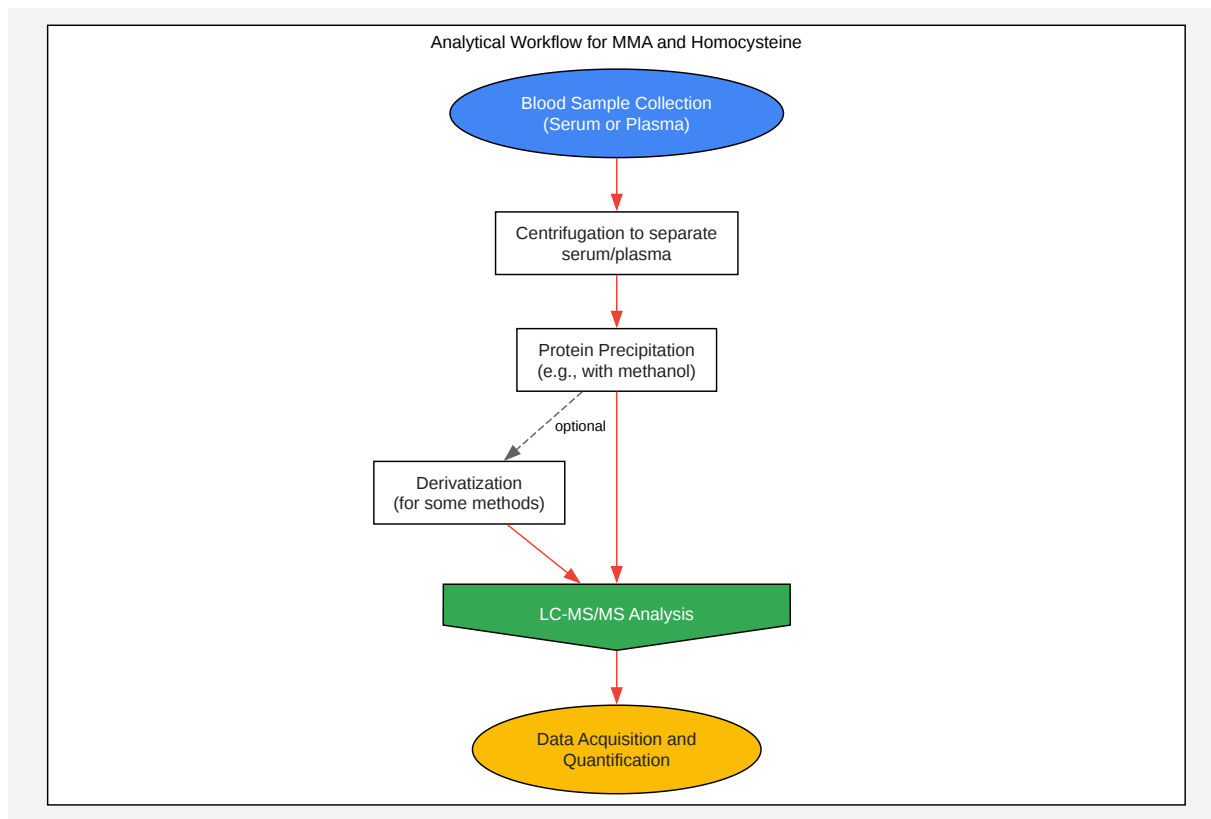 Analytical Workflow for MMA and Homocysteine
Blood Sample Collection
(Serum or Plasma)
Centrifugation to separate
serum/plasma
Protein Precipitation
(e.g., with methanol)
optional
Derivatization
(for some methods)
LC-MS/MS Analysis
Data Acquisition and
Quantification